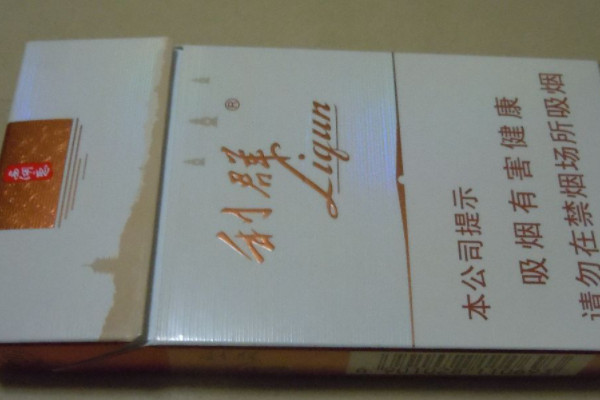 利群
®
Liqun
本公司提示
吸烟有害健康
请勿在禁烟场所吸烟